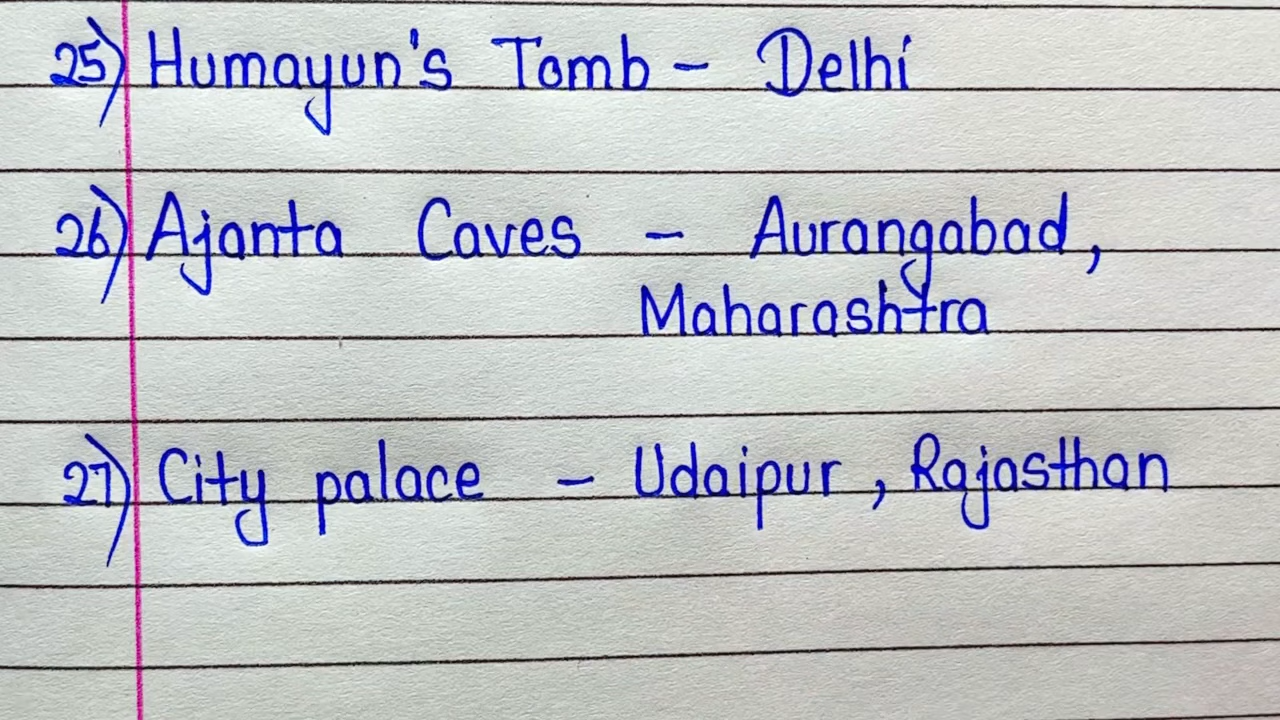 25) Humayun's Tomb - Delhi
26) Ajanta Caves - Aurangabad,
Maharashtra
27) City palace - Udaipur, Rajasthan